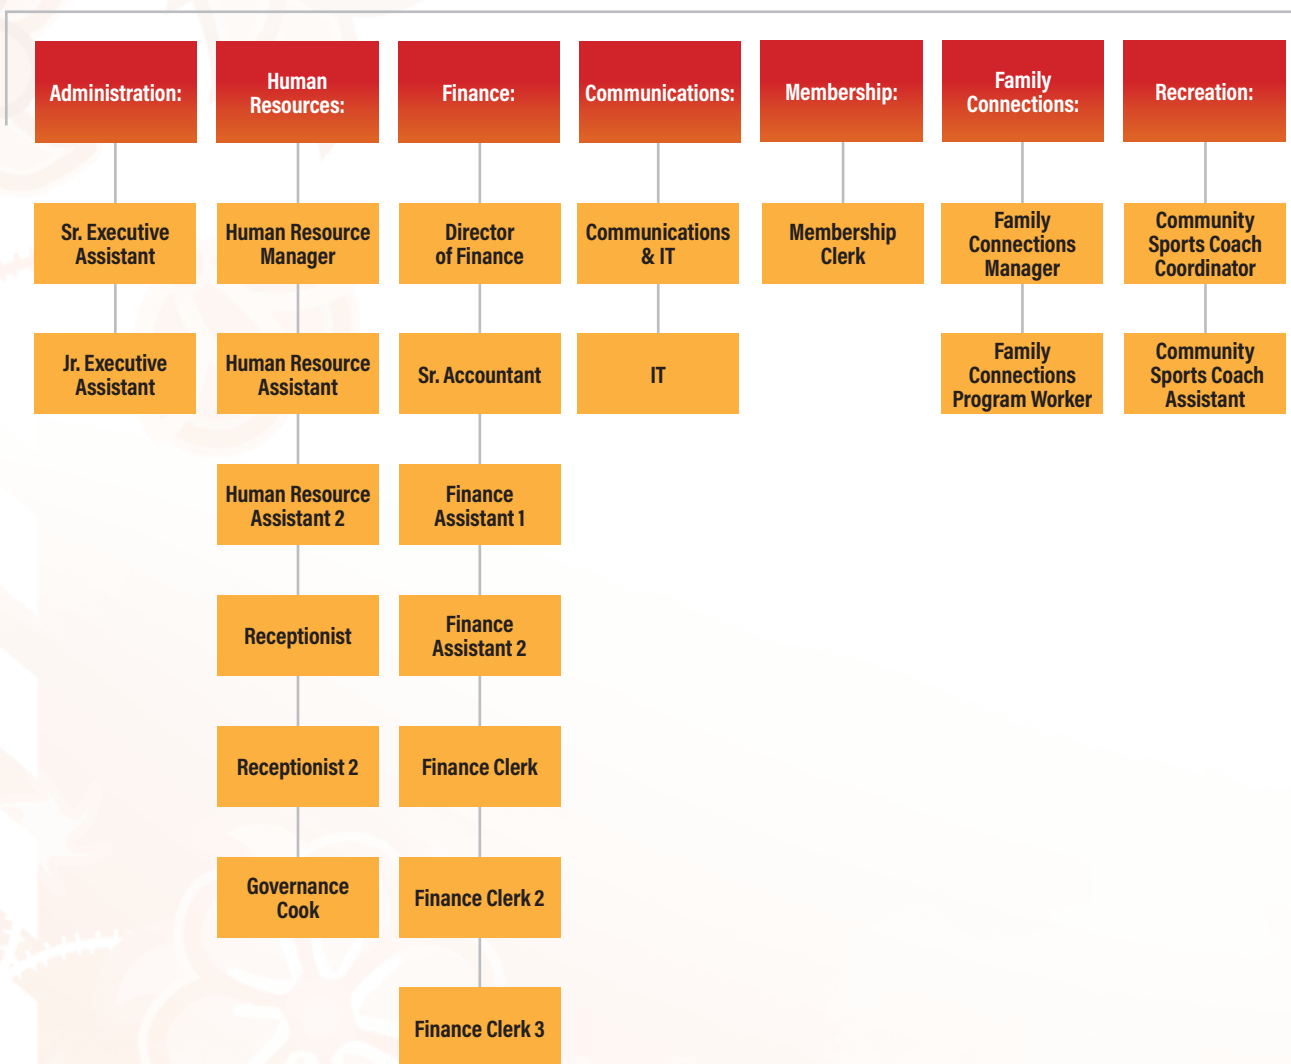 Administration:
Human
Resources:
Finance:
Communications:
Membership:
Family
Connections:
Recreation:
Sr. Executive
Assistant
Human Resource
Manager
Director
of Finance
Communications
& IT
Membership
Clerk
Family
Connections
Manager
Community
Sports Coach
Coordinator
Jr. Executive
Assistant
Human Resource
Assistant
Sr. Accountant
IT
Family
Connections
Program Worker
Community
Sports Coach
Assistant
Human Resource
Assistant 2
Finance
Assistant 1
Receptionist
Finance
Assistant 2
Receptionist 2
Finance Clerk
Governance
Cook
Finance Clerk 2
Finance Clerk 3